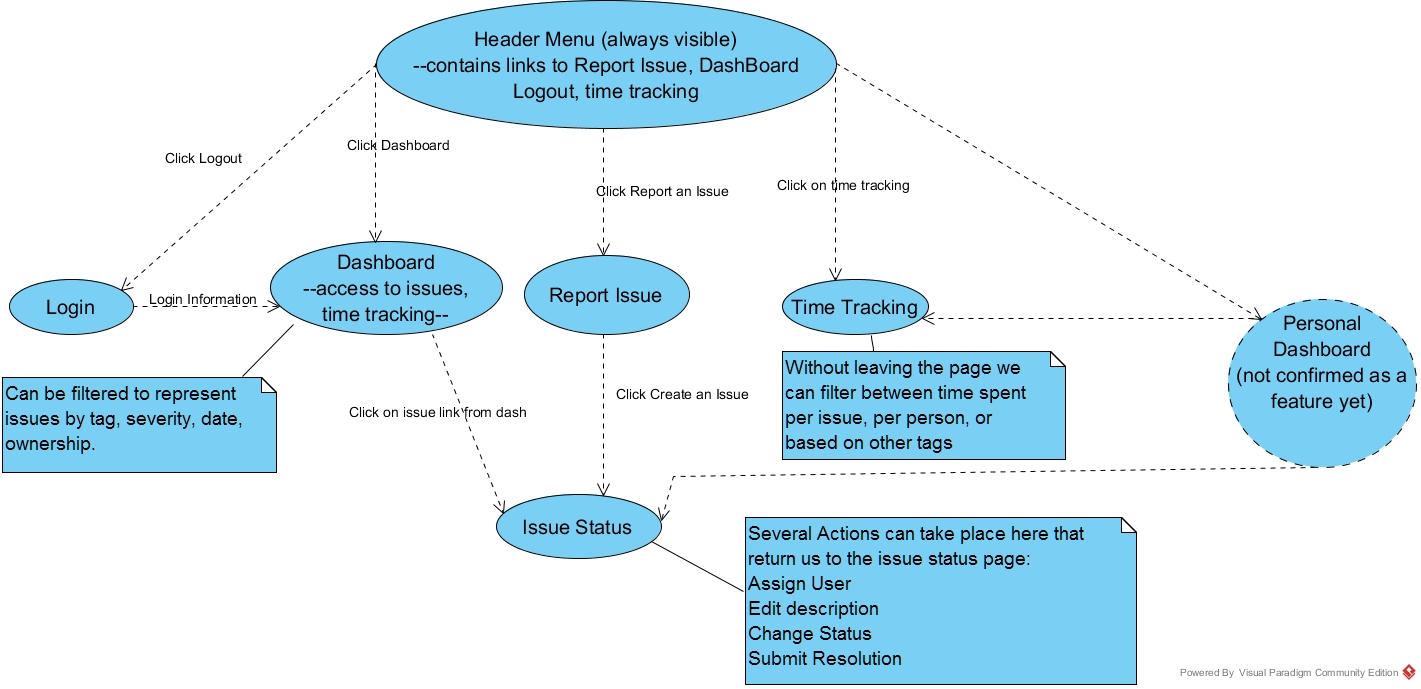 Header Menu (always visible)
--contains links to Report Issue, DashBoard
Logout, time tracking
Click Logout
Click Dashboard
Click Report an Issue
Click on time tracking
Login
Login Information
Dashboard
--access to issues,
time tracking--
Report Issue
Time Tracking
Personal
Dashboard
(not confirmed as a
feature yet)
Can be filtered to represent
issues by tag, severity, date,
ownership.
Click on issue link from dash
Click Create an Issue
Without leaving the page we
can filter between time spent
per issue, per person, or
based on other tags
Issue Status
Several Actions can take place here that
return us to the issue status page:
Assign User
Edit description
Change Status
Submit Resolution
Powered By Visual Paradigm Community Edition